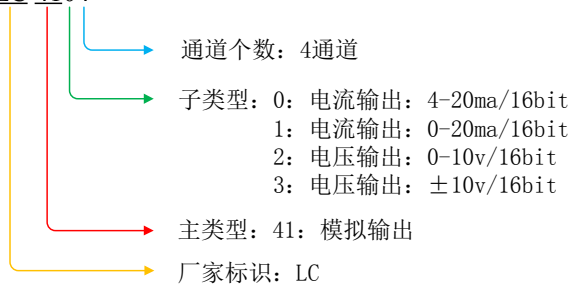 通道个数：4通道
子类型：0：电流输出：4-20ma/16bit
1：电流输出：0-20ma/16bit
2：电压输出：0-10v/16bit
3：电压输出：±10v/16bit
主类型：41：模拟输出
厂家标识：LC